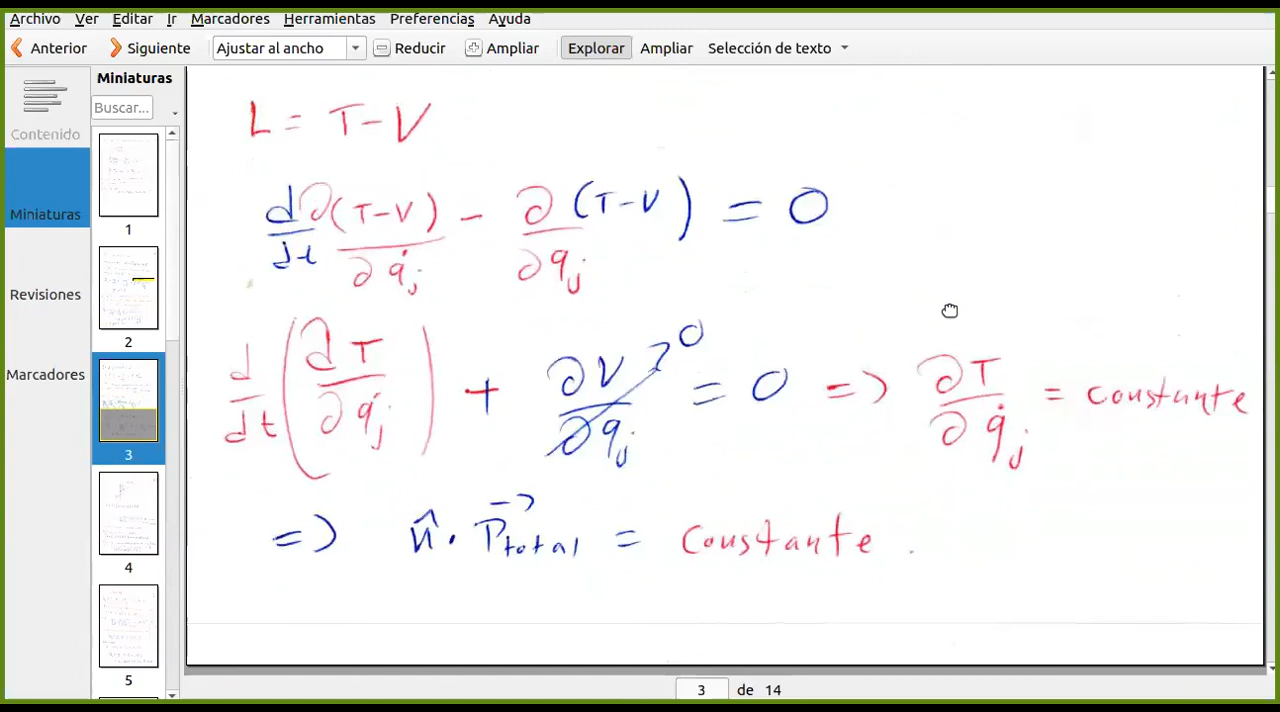 Archivo Ver Editar Ir Marcadores Herramientas Preferencias Ayuda
Anterior Siguiente Ajustar al ancho Reducir Ampliar Explorar Ampliar Selección de texto
Contenido
Miniaturas
Revisiones
Marcadores
Miniaturas
Buscar...
1
2
3
4
5
L = T-V
d/dt ∂(T-V)/∂q̇j - ∂/∂qj (T-V) = 0
d/dt (∂T/∂q̇j) + ∂V/∂qj → 0 = 0 => ∂T/∂q̇j = constante
=> n̂ · P⃗total = constante.
3 de 14